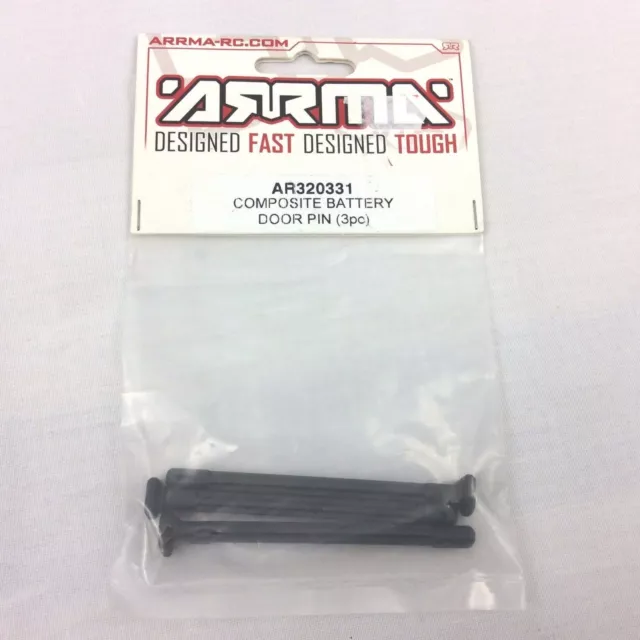 ARRMA-RC.COM
ARRMA
DESIGNED FAST DESIGNED TOUGH
AR320331
COMPOSITE BATTERY
DOOR PIN (3pc)